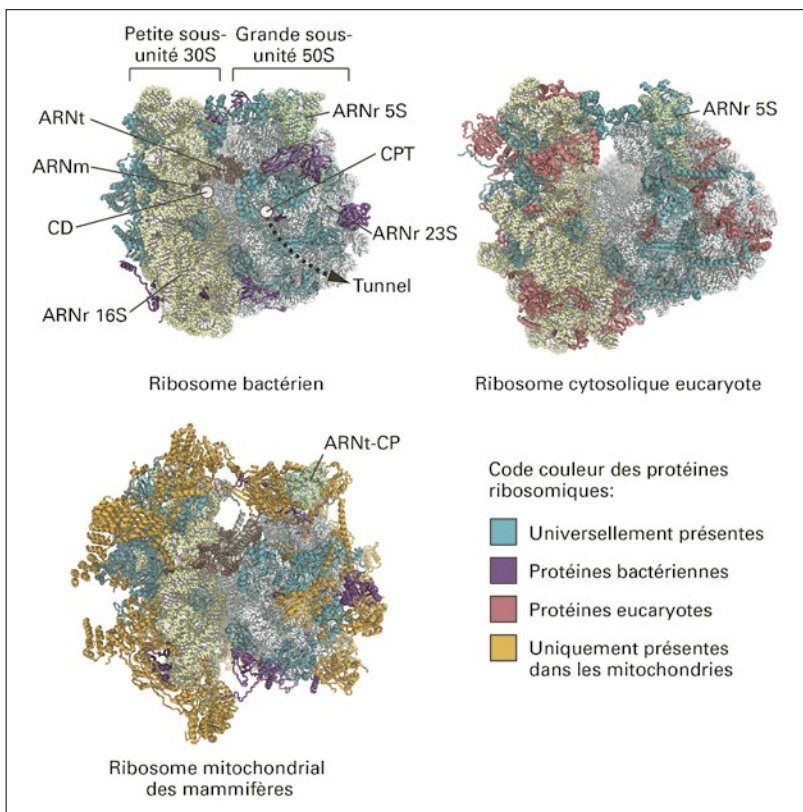 Petite sous-
unité 30S
Grande sous-
unité 50S
ARNr 5S
ARNt
CPT
ARNm
CD
ARNr 23S
Tunnel
ARNr 16S
Ribosome bactérien
ARNr 5S
Ribosome cytosolique eucaryote
ARNt-CP
Ribosome mitochondrial
des mammifères
Code couleur des protéines
ribosomiques:
Universellement présentes
Protéines bactériennes
Protéines eucaryotes
Uniquement présentes
dans les mitochondries